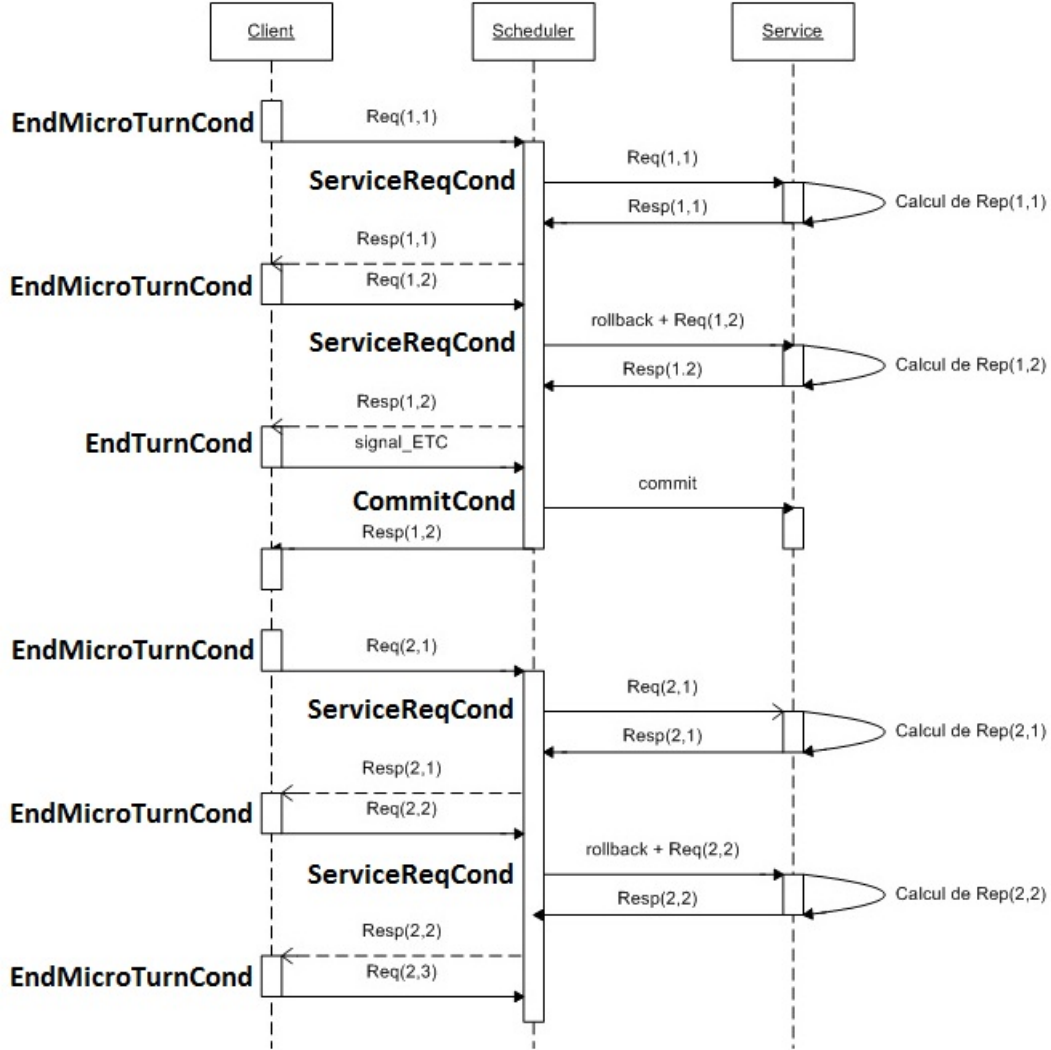 Client
Scheduler
Service
EndMicroTurnCond
Req(1,1)
ServiceReqCond
Req(1,1)
Resp(1,1)
Calcul de Rep(1,1)
Resp(1,1)
EndMicroTurnCond
Req(1,2)
ServiceReqCond
rollback + Req(1,2)
Resp(1.2)
Calcul de Rep(1,2)
Resp(1,2)
EndTurnCond
signal_ETC
CommitCond
commit
Resp(1,2)
EndMicroTurnCond
Req(2,1)
ServiceReqCond
Req(2,1)
Resp(2,1)
Calcul de Rep(2,1)
Resp(2,1)
EndMicroTurnCond
Req(2,2)
ServiceReqCond
rollback + Req(2,2)
Resp(2,2)
Calcul de Rep(2,2)
Resp(2,2)
EndMicroTurnCond
Req(2,3)